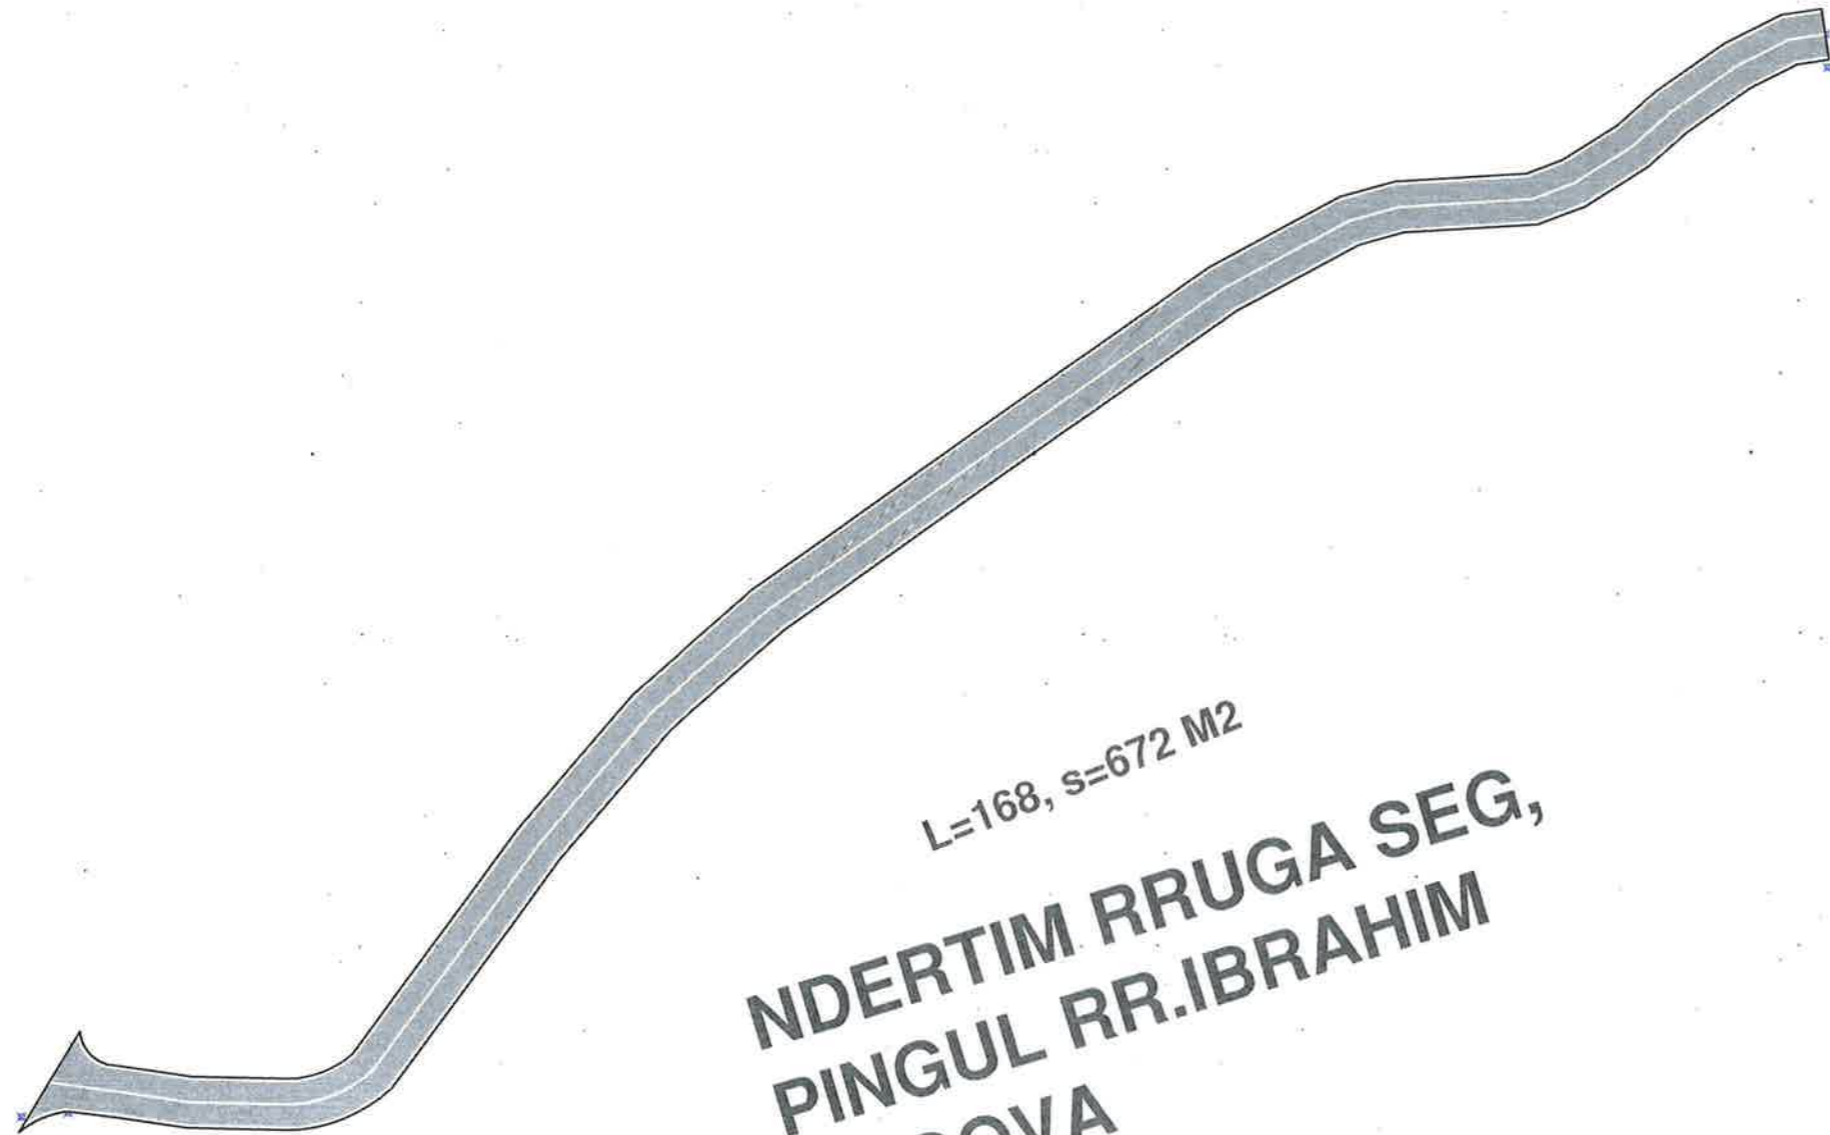 L=168, s=672 M2
NDERTIM RRUGA SEG,
PINGUL RR.IBRAHIM